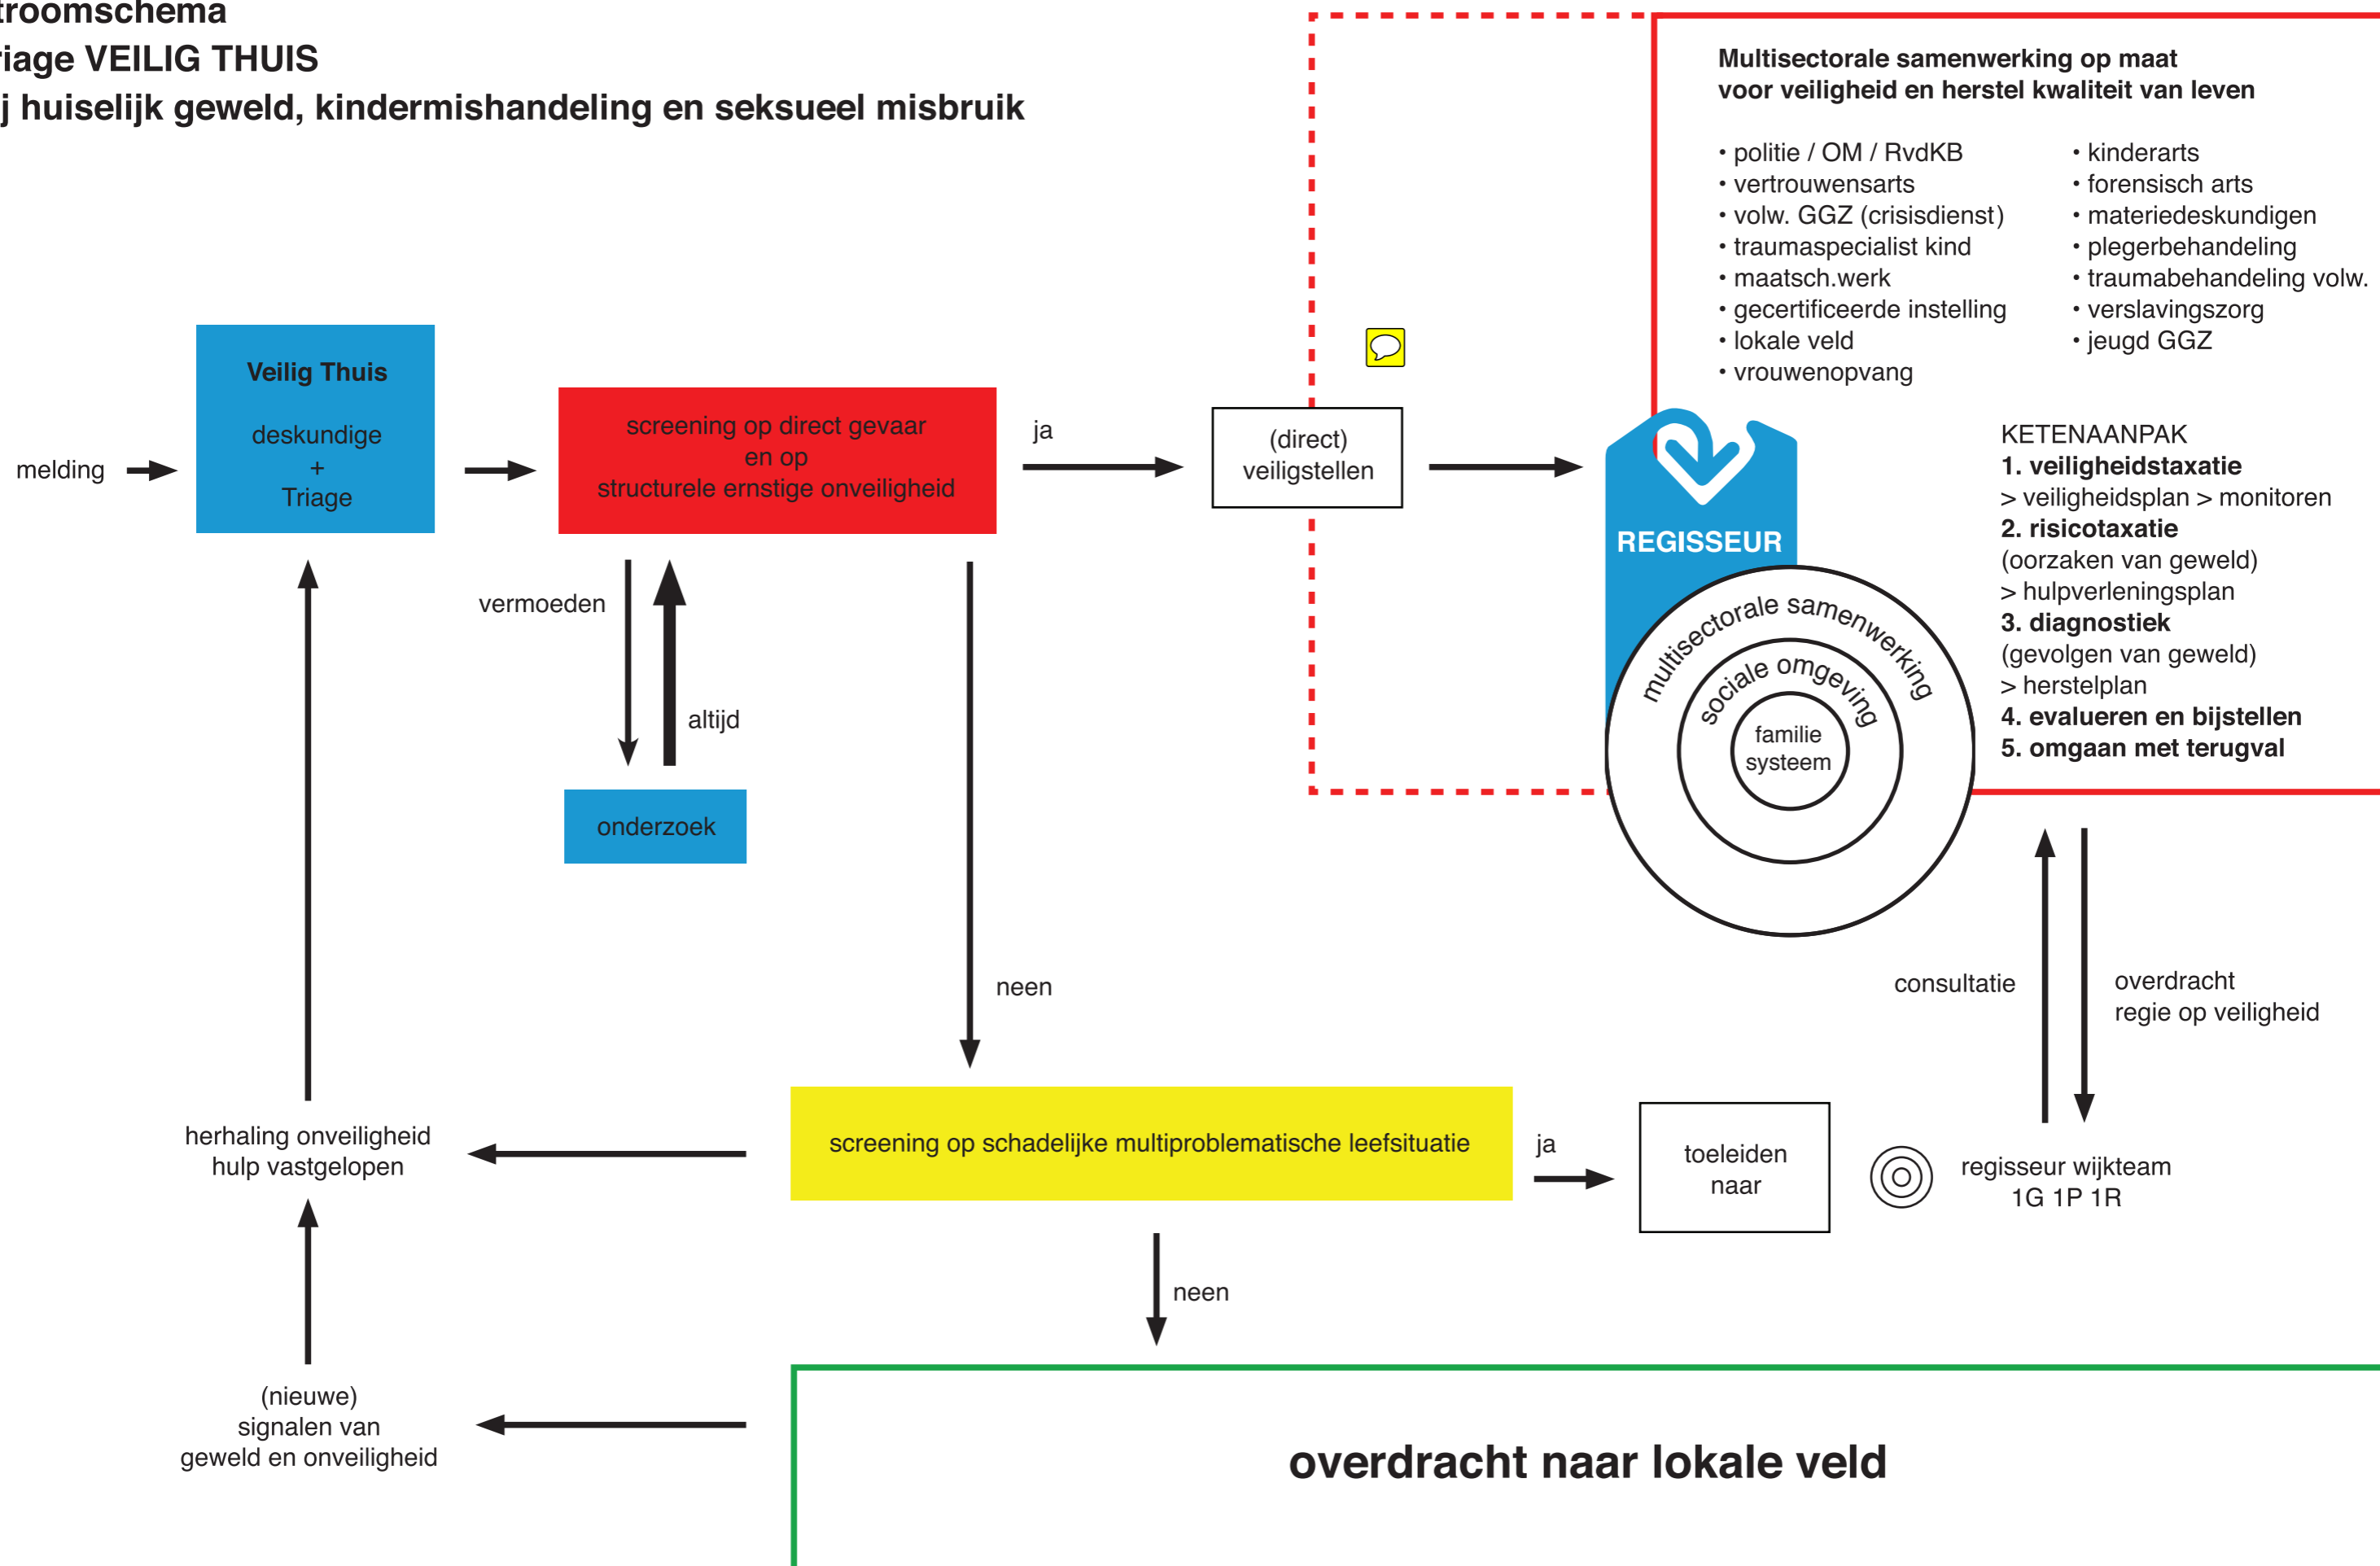 troomschema
riage VEILIG THUIS
j huiselijk geweld, kindermishandeling en seksueel misbruik
Multisectorale samenwerking op maat
voor veiligheid en herstel kwaliteit van leven
• politie / OM / RvdKB
• vertrouwensarts
• volw. GGZ (crisisdienst)
• traumaspecialist kind
• maatsch.werk
• gecertificeerde instelling
• lokale veld
• vrouwenopvang
• kinderarts
• forensisch arts
• materiedeskundigen
• plegerbehandeling
• traumabehandeling volw.
• verslavingszorg
• jeugd GGZ
melding
Veilig Thuis
deskundige
+
Triage
screening op direct gevaar
en op
structurele ernstige onveiligheid
ja
(direct)
veiligstellen
REGISSEUR
multisectorale samenwerking
sociale omgeving
familie
systeem
KETENAANPAK
1. veiligheidstaxatie
> veiligheidsplan > monitoren
2. risicotaxatie
(oorzaken van geweld)
> hulpverleningsplan
3. diagnostiek
(gevolgen van geweld)
> herstelplan
4. evalueren en bijstellen
5. omgaan met terugval
vermoeden
altijd
onderzoek
neen
consultatie
overdracht
regie op veiligheid
herhaling onveiligheid
hulp vastgelopen
screening op schadelijke multiproblematische leefsituatie
ja
toeleiden
naar
regisseur wijkteam
1G 1P 1R
neen
(nieuwe)
signalen van
geweld en onveiligheid
overdracht naar lokale veld